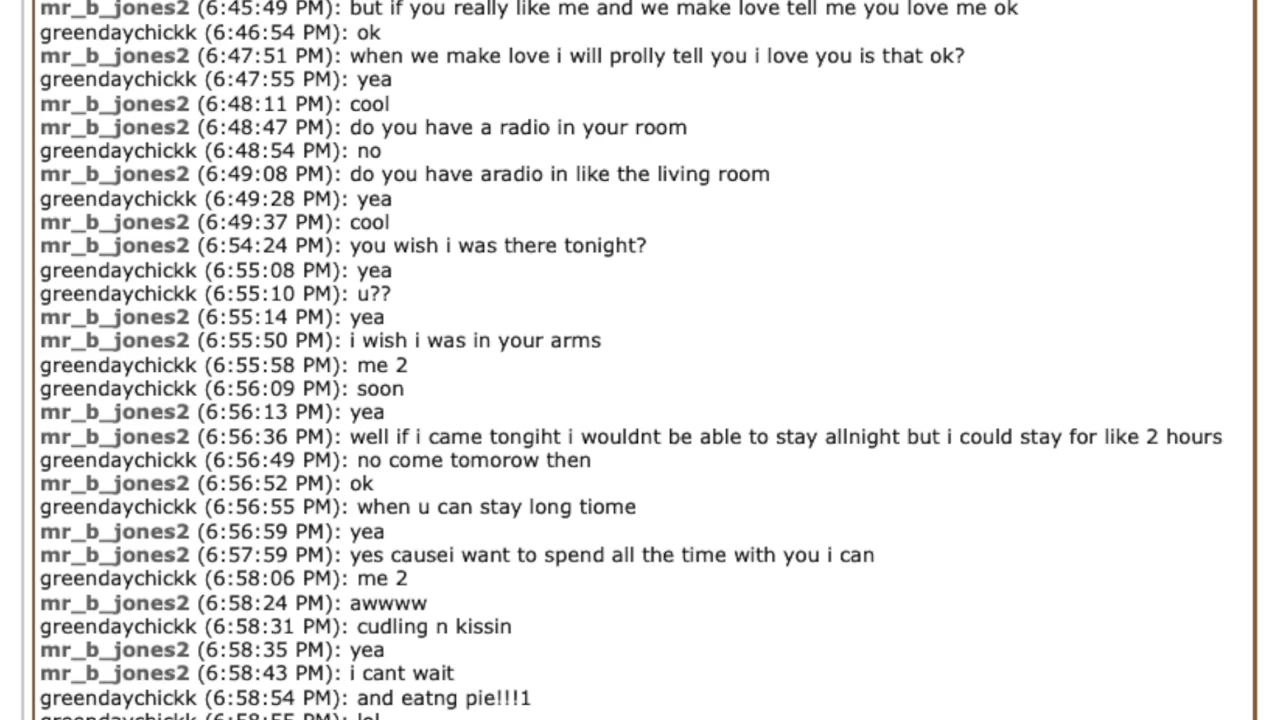 mr_b_jones2 (6:45:49 PM): but if you really like me and we make love tell me you love me ok
greendaychickk (6:46:54 PM): ok
mr_b_jones2 (6:47:51 PM): when we make love i will prolly tell you i love you is that ok?
greendaychickk (6:47:55 PM): yea
mr_b_jones2 (6:48:11 PM): cool
mr_b_jones2 (6:48:47 PM): do you have a radio in your room
greendaychickk (6:48:54 PM): no
mr_b_jones2 (6:49:08 PM): do you have aradio in like the living room
greendaychickk (6:49:28 PM): yea
mr_b_jones2 (6:49:37 PM): cool
mr_b_jones2 (6:54:24 PM): you wish i was there tonight?
greendaychickk (6:55:08 PM): yea
greendaychickk (6:55:10 PM): u??
mr_b_jones2 (6:55:14 PM): yea
mr_b_jones2 (6:55:50 PM): i wish i was in your arms
greendaychickk (6:55:58 PM): me 2
greendaychickk (6:56:09 PM): soon
mr_b_jones2 (6:56:13 PM): yea
mr_b_jones2 (6:56:36 PM): well if i came tongiht i wouldnt be able to stay allnight but i could stay for like 2 hours
greendaychickk (6:56:49 PM): no come tomorow then
mr_b_jones2 (6:56:52 PM): ok
greendaychickk (6:56:55 PM): when u can stay long tiome
mr_b_jones2 (6:56:59 PM): yea
mr_b_jones2 (6:57:59 PM): yes causei want to spend all the time with you i can
greendaychickk (6:58:06 PM): me 2
mr_b_jones2 (6:58:24 PM): awwww
greendaychickk (6:58:31 PM): cudling n kissin
mr_b_jones2 (6:58:35 PM): yea
mr_b_jones2 (6:58:43 PM): i cant wait
greendaychickk (6:58:54 PM): and eatng pie!!!1
greendaychickk (6:58:55 PM): lol